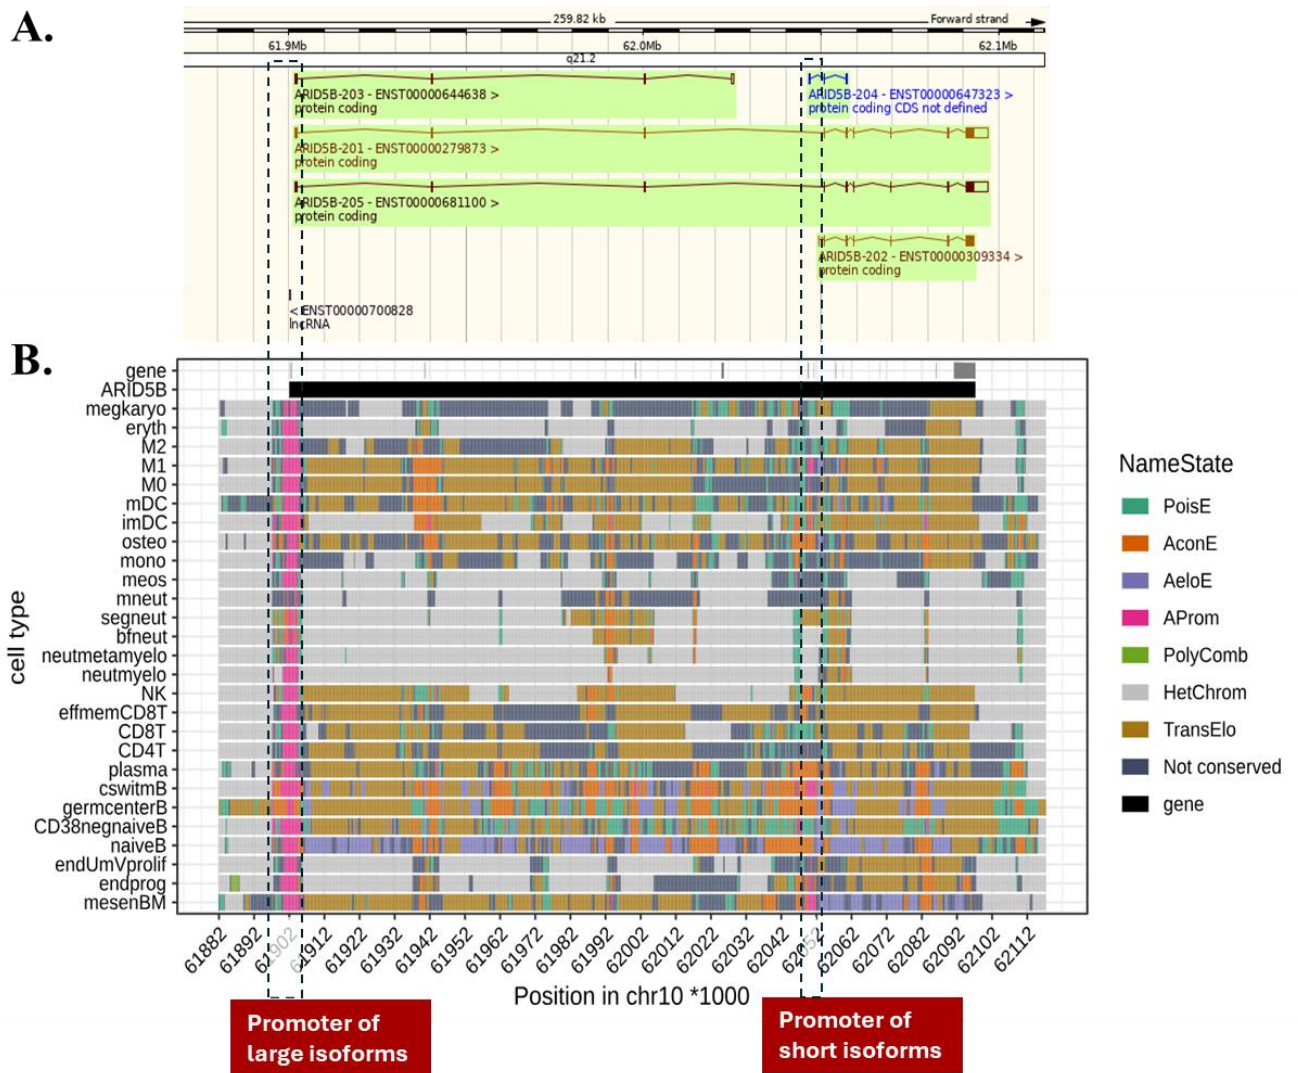 A.
259.82 kb
Forward strand
61.9Mb
62.0Mb
62.1Mb
q21.2
ARID5B-203 - ENST00000644638 >
protein coding
ARID5B-204 - ENST00000647323 >
protein coding CDS not defined
ARID5B-201 - ENST00000279873 >
protein coding
ARID5B-205 - ENST00000681100 >
protein coding
ARID5B-202 - ENST00000309334 >
protein coding
< ENST00000700828
lncRNA
B.
gene
ARID5B
megkaryo
eryth
M2
M1
M0
mDC
imDC
osteo
mono
meos
mneut
segneut
bfneut
neutmetamyelo
neutmyelo
NK
effmemCD8T
CD8T
CD4T
plasma
cswitmB
germcenterB
CD38negnaiveB
naiveB
endUmVprolif
endprog
mesenBM
cell type
61882
61892
61902
61912
61922
61932
61942
61952
61962
61972
61982
61992
62002
62012
62022
62032
62042
62052
62062
62072
62082
62092
62102
62112
Position in chr10 *1000
NameState
PoisE
AconE
AeloE
AProm
PolyComb
HetChrom
TransElo
Not conserved
gene
Promoter of
large isoforms
Promoter of
short isoforms